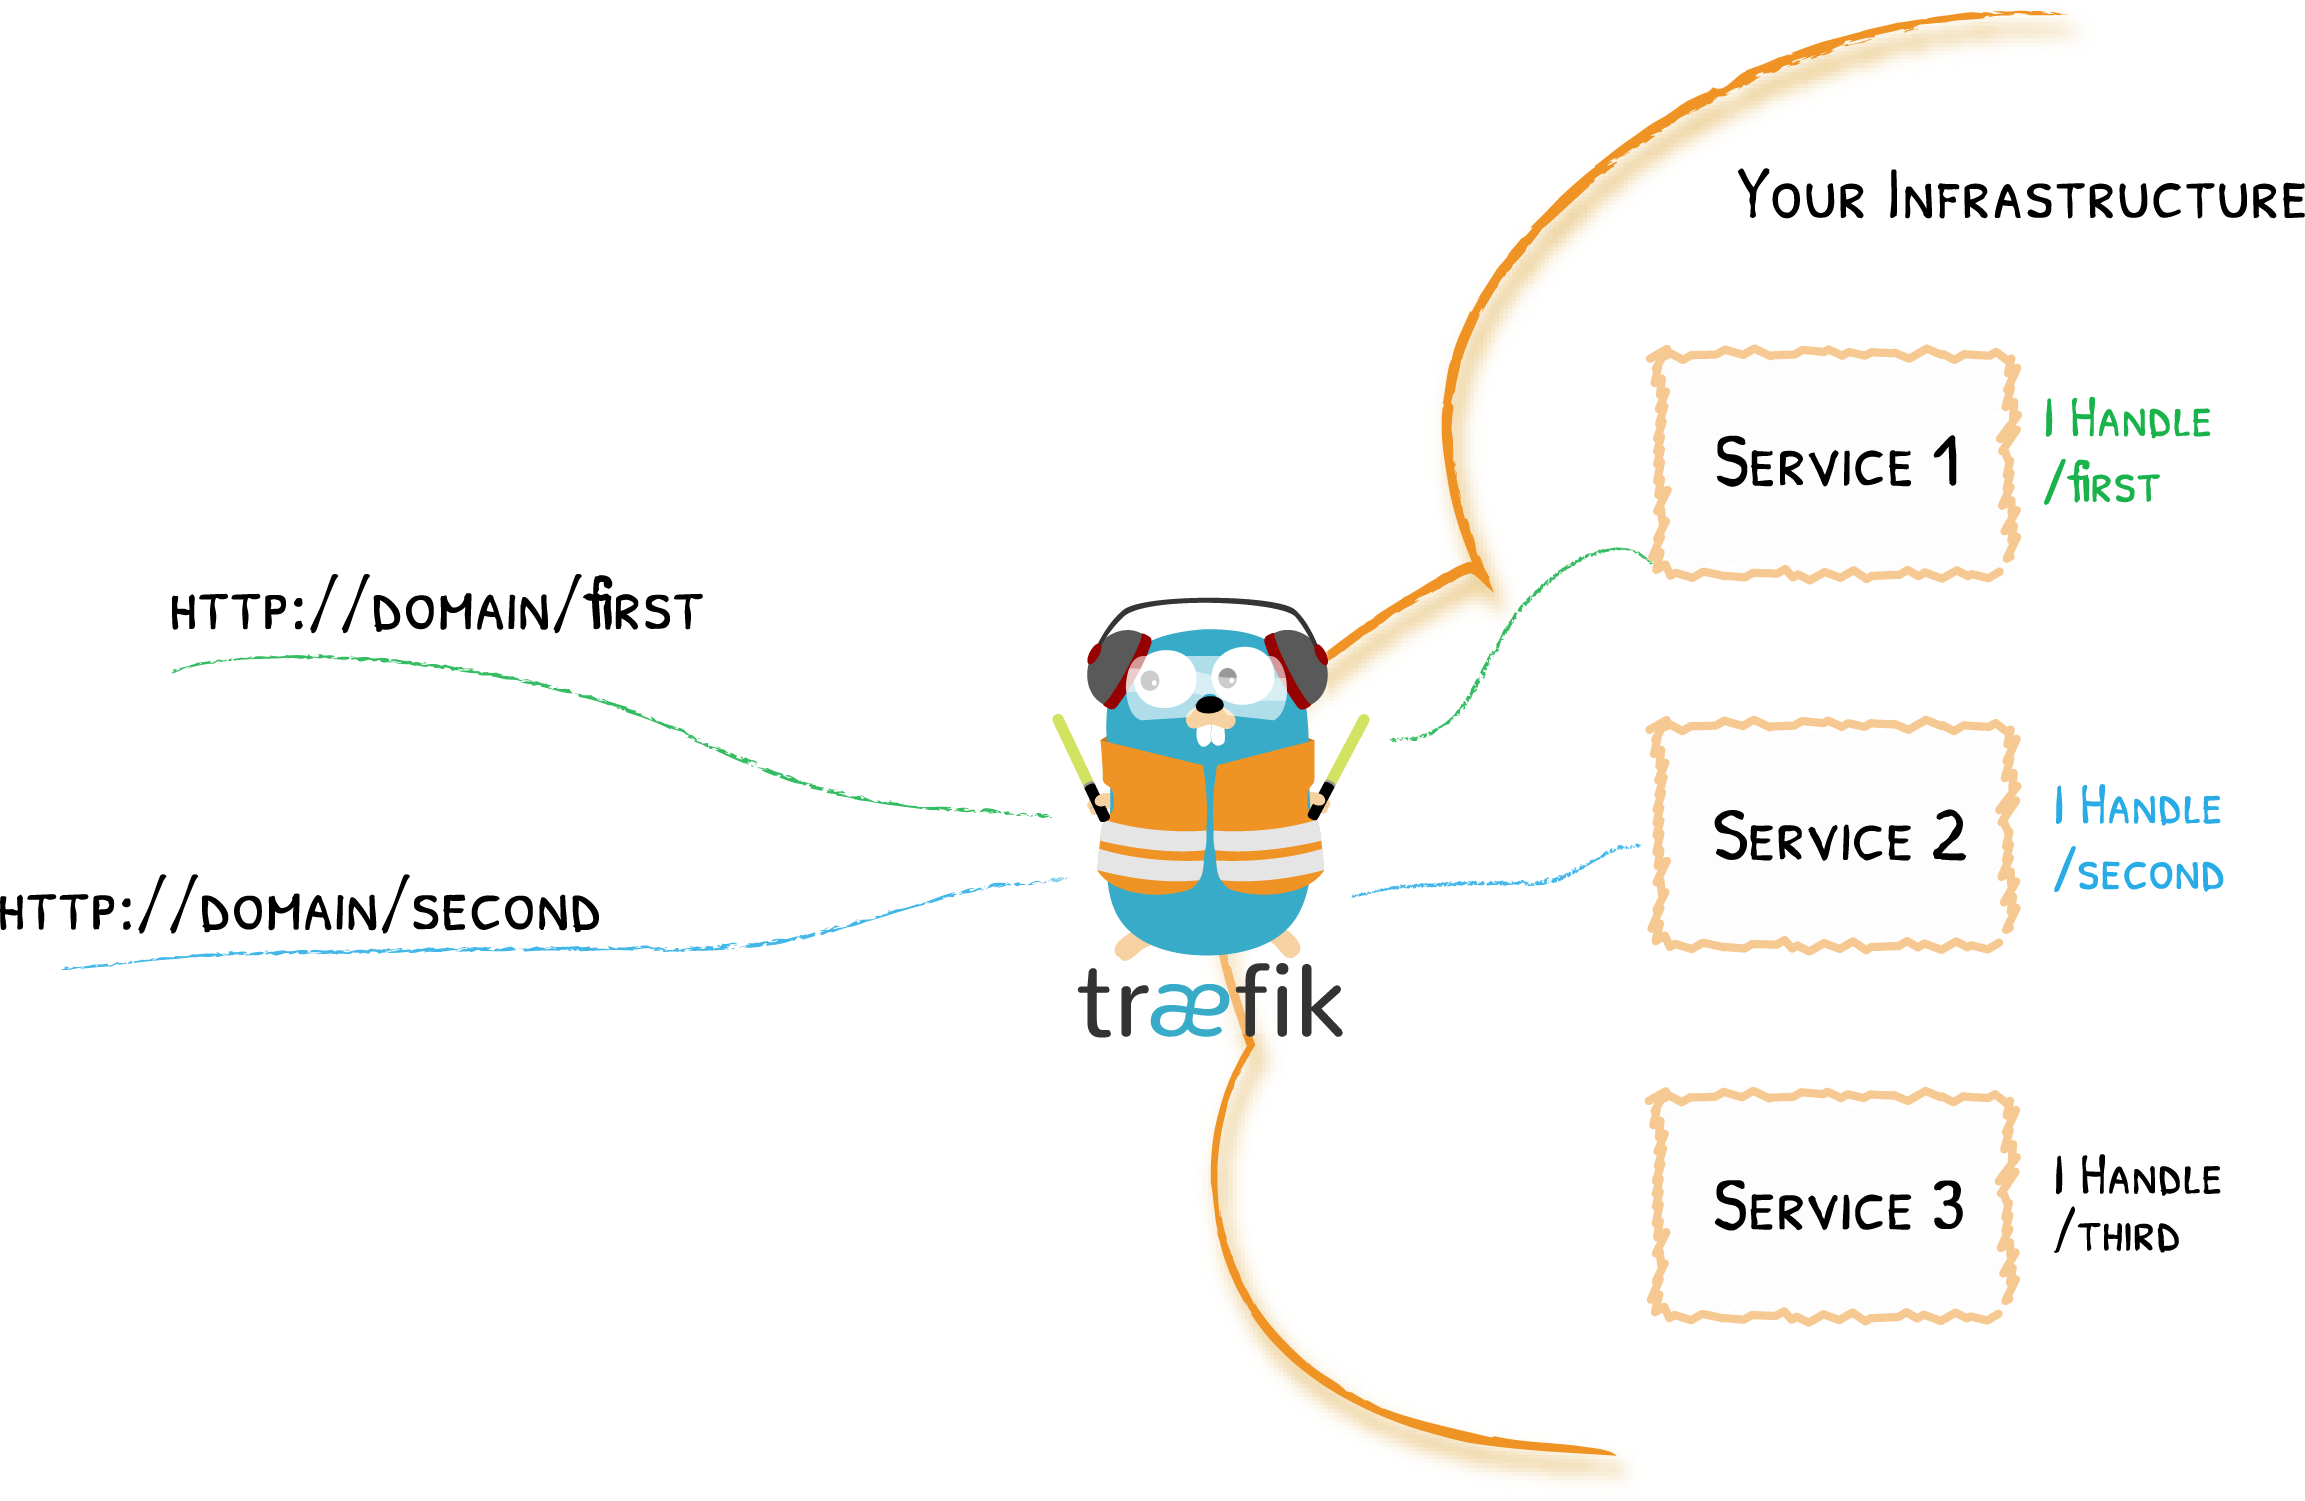 Your Infrastructure
Service 1
I Handle
/first
http://domain/first
Service 2
I Handle
/second
http://domain/second
træfik
Service 3
I Handle
/third